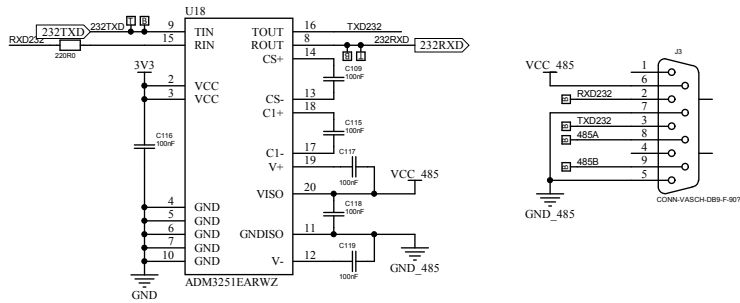 U18
232TXD 232TXD T B 9 TIN TOUT 16 TXD232
RXD232 15 RIN ROUT 8 232RXD 232RXD
220R0 B T
CS+ 14
3V3 C109
2 VCC 100nF
3 VCC CS- 13
C1+ 18
C116 C115
100nF 100nF
C1- 17 C117
V+ 19
100nF VCC_485
VISO 20
4 GND C118
5 GND 100nF
6 GND GNDISO 11
7 GND C119
10 GND V- 12 GND_485
100nF
GND ADM3251EARWZ
J3
VCC_485 1
6
B RXD232 2
7
B TXD232 3
B 485A 8
4
B 485B 9
5
CONN-VASCH-DB9-F-90?
GND_485